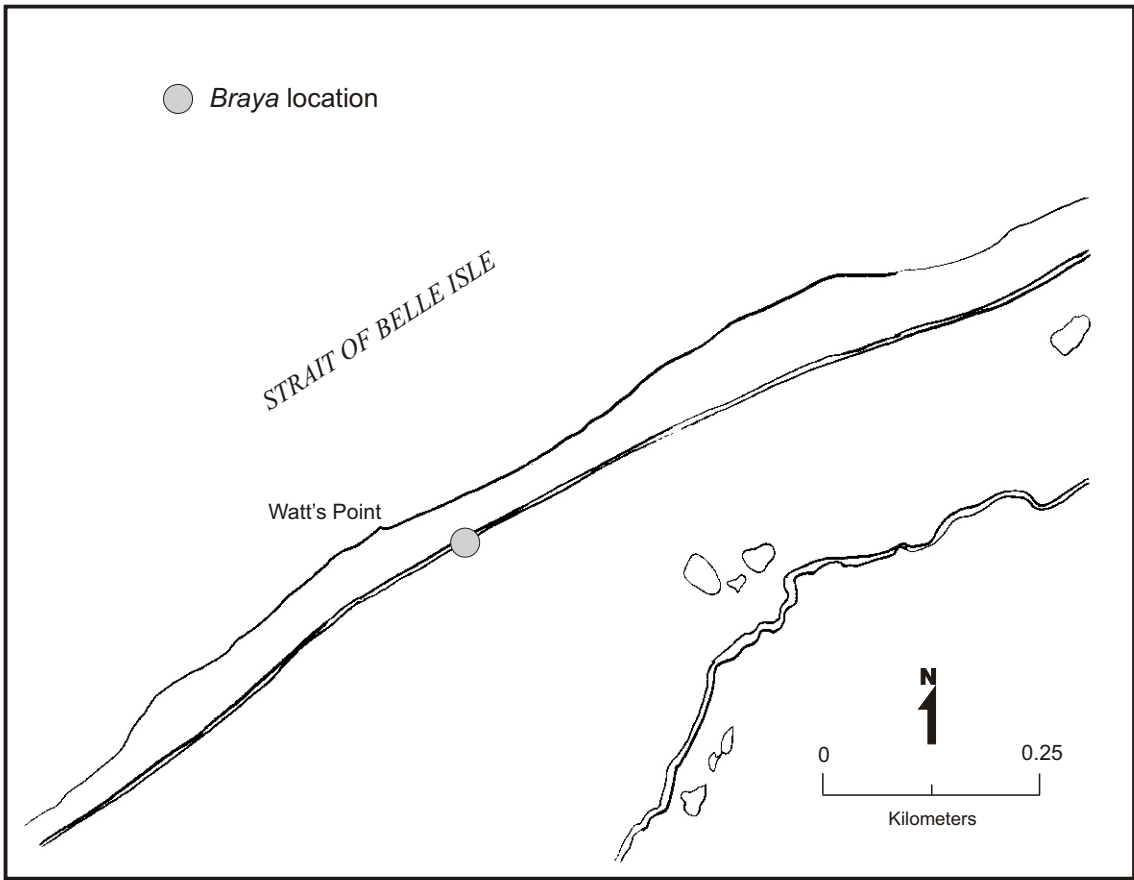 Braya location
STRAIT OF BELLE ISLE
Watt's Point
N
0 0.25
Kilometers